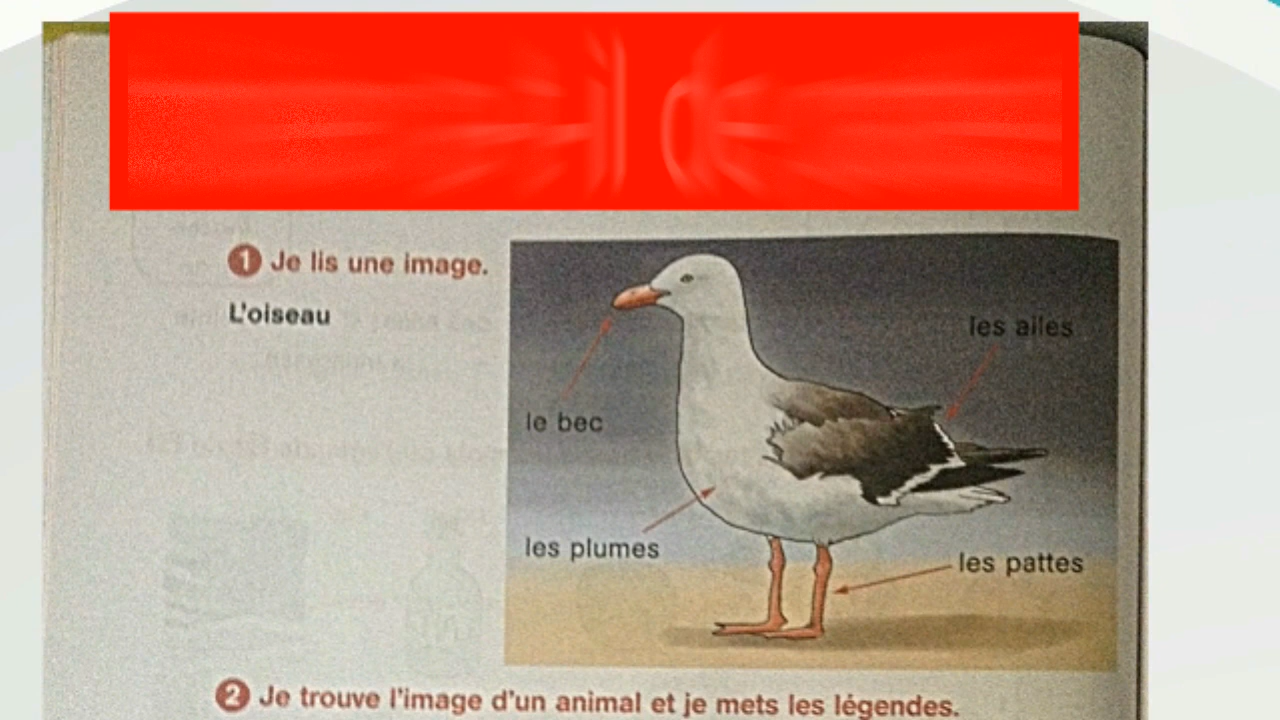 1 Je lis une image.
L'oiseau
les ailes
le bec
les plumes
les pattes
2 Je trouve l'image d'un animal et je mets les légendes.